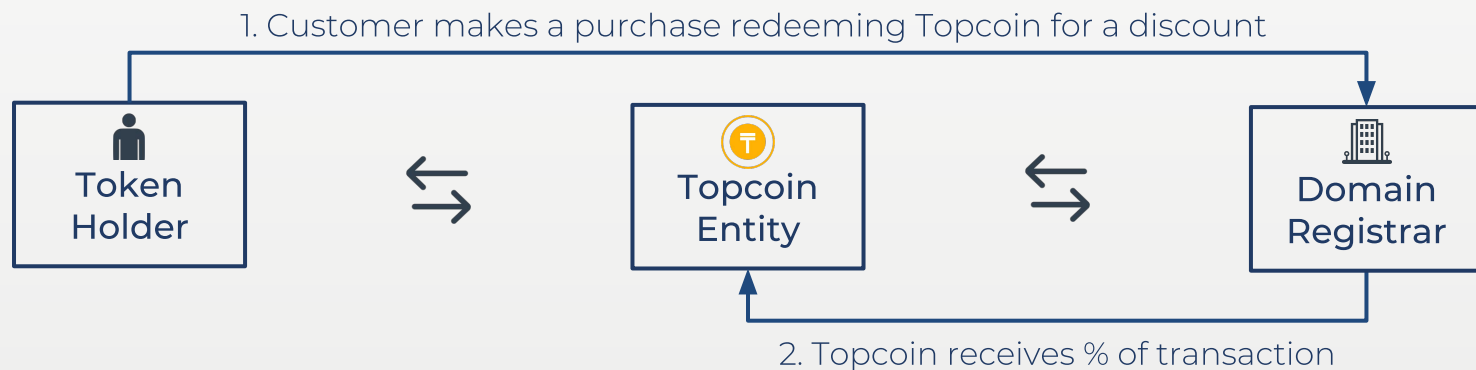 1. Customer makes a purchase redeeming Topcoin for a discount
Token
Holder
Topcoin
Entity
Domain
Registrar
2. Topcoin receives % of transaction